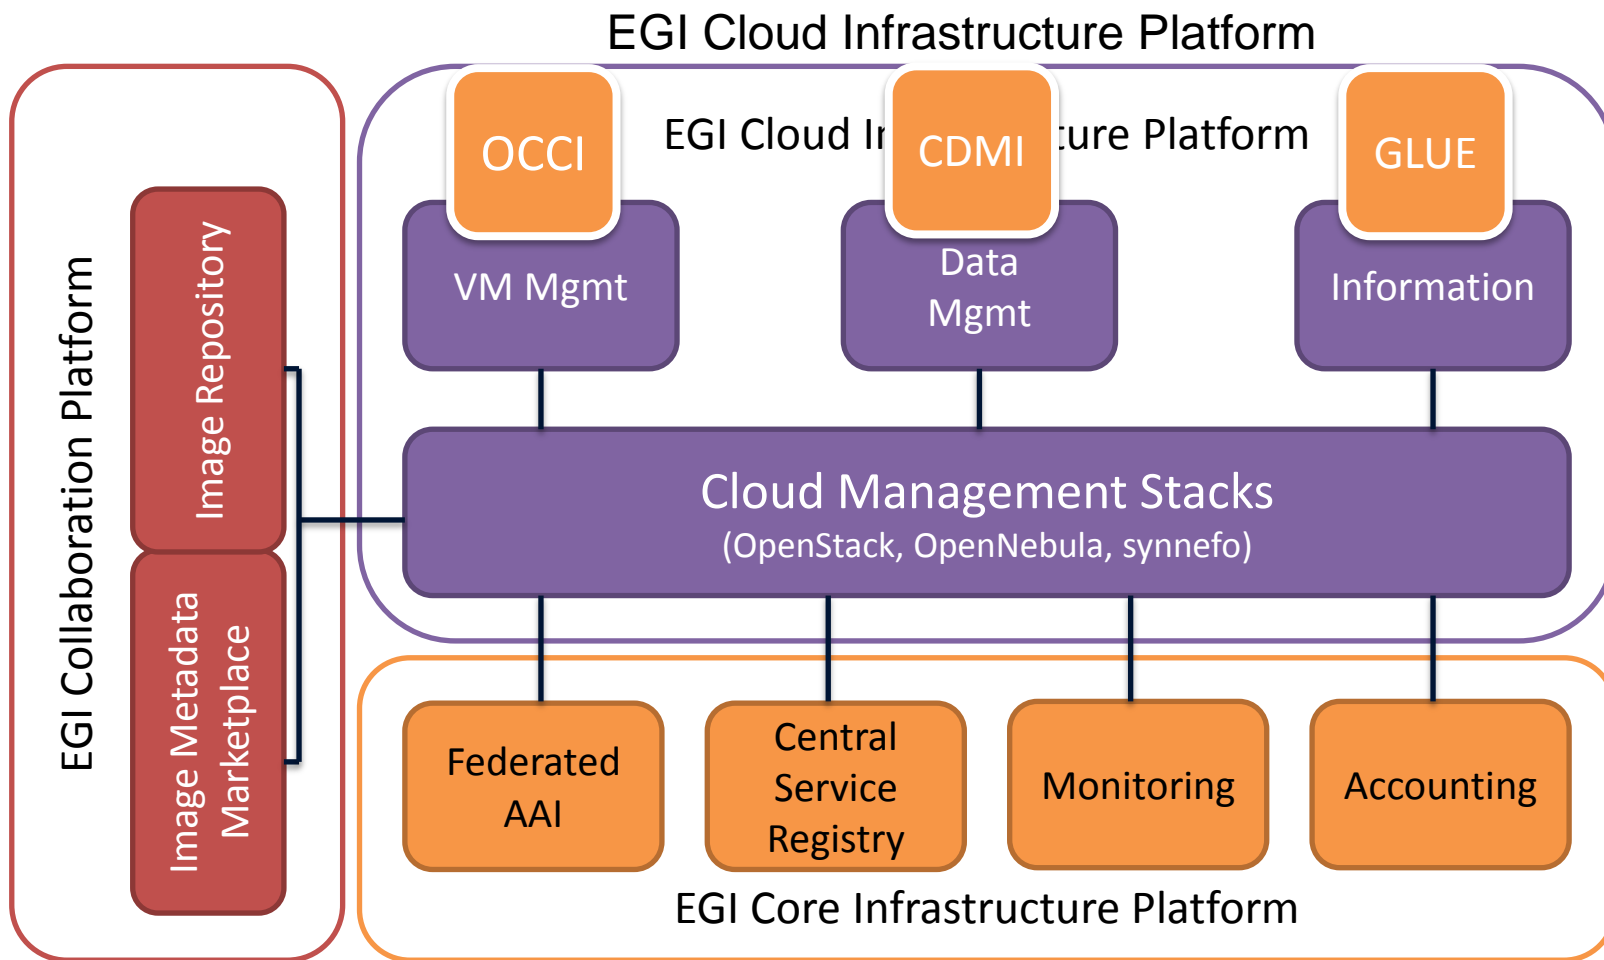 EGI Cloud Infrastructure Platform
EGI Cloud In ture Platform
OCCI
CDMI
GLUE
VM Mgmt
Data
Mgmt
Information
Cloud Management Stacks
(OpenStack, OpenNebula, synnefo)
EGI Collaboration Platform
Image Repository
Image Metadata
Marketplace
Federated
AAI
Central
Service
Registry
Monitoring
Accounting
EGI Core Infrastructure Platform